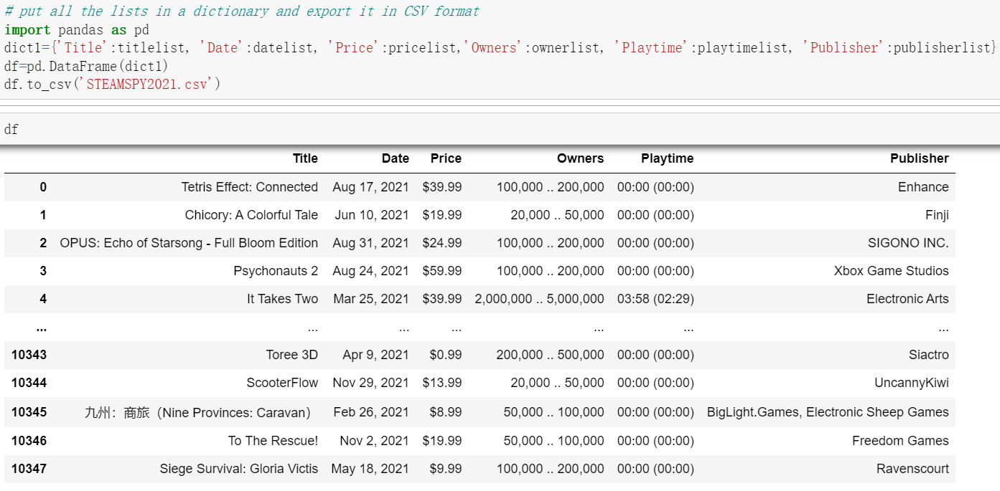 # put all the lists in a dictionary and export it in CSV format
import pandas as pd
dict1={'Title':titlelist, 'Date':datelist, 'Price':pricelist,'Owners':ownerlist, 'Playtime':playtimelist, 'Publisher':publisherlist}
df=pd.DataFrame(dict1)
df.to_csv('STEAMSPY2021.csv')
df
Title Date Price Owners Playtime Publisher
0 Tetris Effect: Connected Aug 17, 2021 $39.99 100,000 .. 200,000 00:00 (00:00) Enhance
1 Chicory: A Colorful Tale Jun 10, 2021 $19.99 20,000 .. 50,000 00:00 (00:00) Finji
2 OPUS: Echo of Starsong - Full Bloom Edition Aug 31, 2021 $24.99 100,000 .. 200,000 00:00 (00:00) SIGONO INC.
3 Psychonauts 2 Aug 24, 2021 $59.99 100,000 .. 200,000 00:00 (00:00) Xbox Game Studios
4 It Takes Two Mar 25, 2021 $39.99 2,000,000 .. 5,000,000 03:58 (02:29) Electronic Arts
... ... ... ... ... ... ...
10343 Toree 3D Apr 9, 2021 $0.99 200,000 .. 500,000 00:00 (00:00) Siactro
10344 ScooterFlow Nov 29, 2021 $13.99 20,000 .. 50,000 00:00 (00:00) UncannyKiwi
10345 九州：商旅（Nine Provinces: Caravan） Feb 26, 2021 $8.99 50,000 .. 100,000 00:00 (00:00) BigLight.Games, Electronic Sheep Games
10346 To The Rescue! Nov 2, 2021 $19.99 50,000 .. 100,000 00:00 (00:00) Freedom Games
10347 Siege Survival: Gloria Victis May 18, 2021 $9.99 100,000 .. 200,000 00:00 (00:00) Ravenscourt